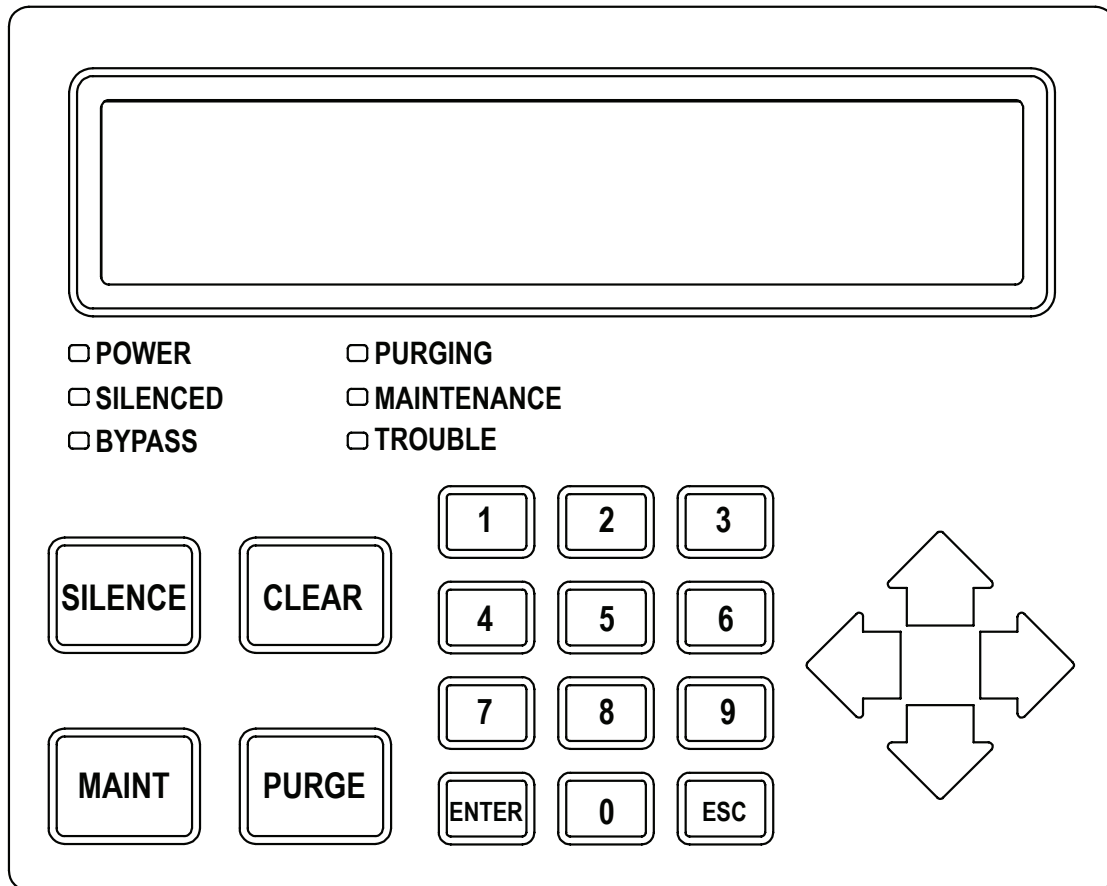 POWER PURGING
SILENCED MAINTENANCE
BYPASS TROUBLE
1 2 3
SILENCE CLEAR
4 5 6
7 8 9
MAINT PURGE
ENTER 0 ESC